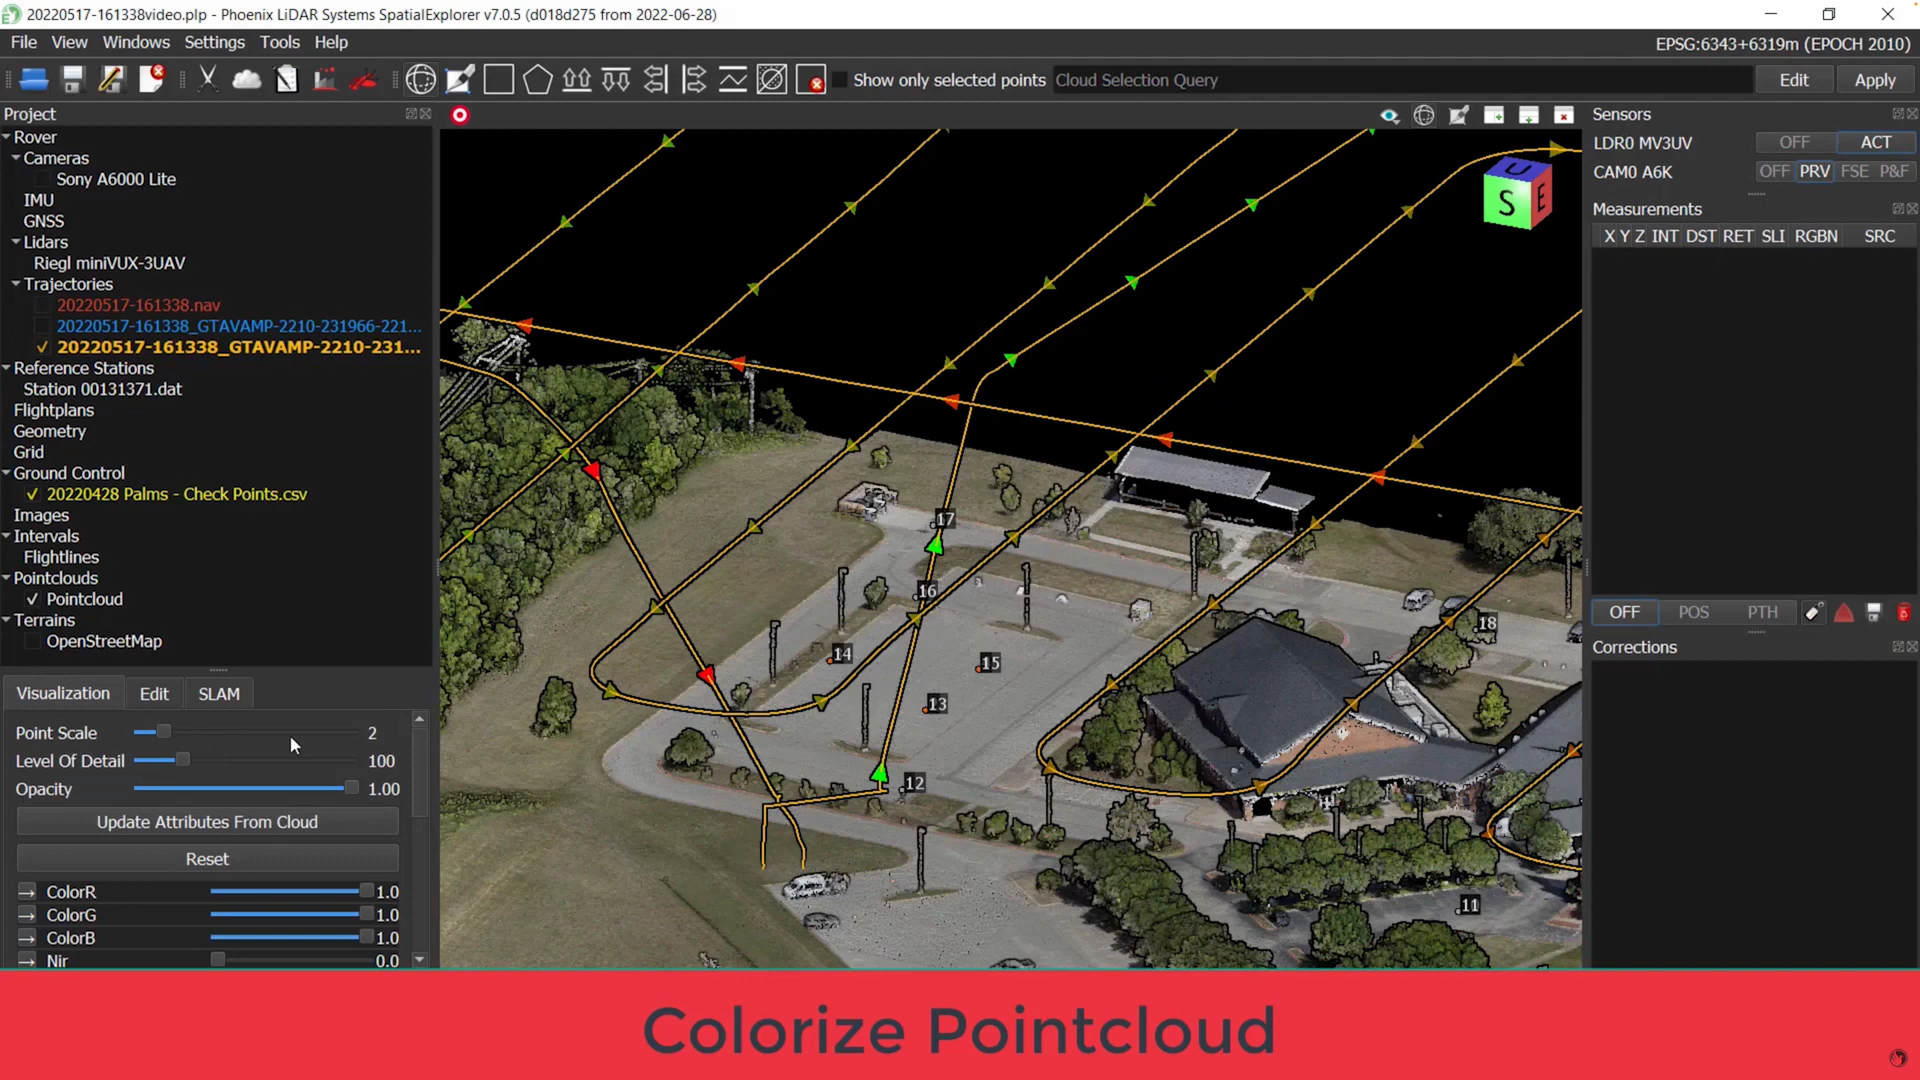 20220517-161338video.plp - Phoenix LiDAR Systems SpatialExplorer v7.0.5 (d018d275 from 2022-06-28)
File View Windows Settings Tools Help
EPSG:6343+6319m (EPOCH 2010)
Show only selected points
Cloud Selection Query
Edit
Apply
Project
Rover
Cameras
Sony A6000 Lite
IMU
GNSS
Lidars
Riegl miniVUX-3UAV
Trajectories
20220517-161338.nav
20220517-161338_GTAVAMP-2210-231966-221...
20220517-161338_GTAVAMP-2210-231...
Reference Stations
Station 00131371.dat
Flightplans
Geometry
Grid
Ground Control
20220428 Palms - Check Points.csv
Images
Intervals
Flightlines
Pointclouds
Pointcloud
Terrains
OpenStreetMap
Visualization Edit SLAM
Point Scale 2
Level Of Detail 100
Opacity 1.00
Update Attributes From Cloud
Reset
ColorR 1.0
ColorG 1.0
ColorB 1.0
Nir 0.0
U
S E
17
16
18
14
15
13
12
11
Sensors
LDR0 MV3UV OFF ACT
CAM0 A6K OFF PRV FSE P&F
Measurements
X Y Z INT DST RET SLI RGBN SRC
OFF POS PTH
Corrections
Colorize Pointcloud